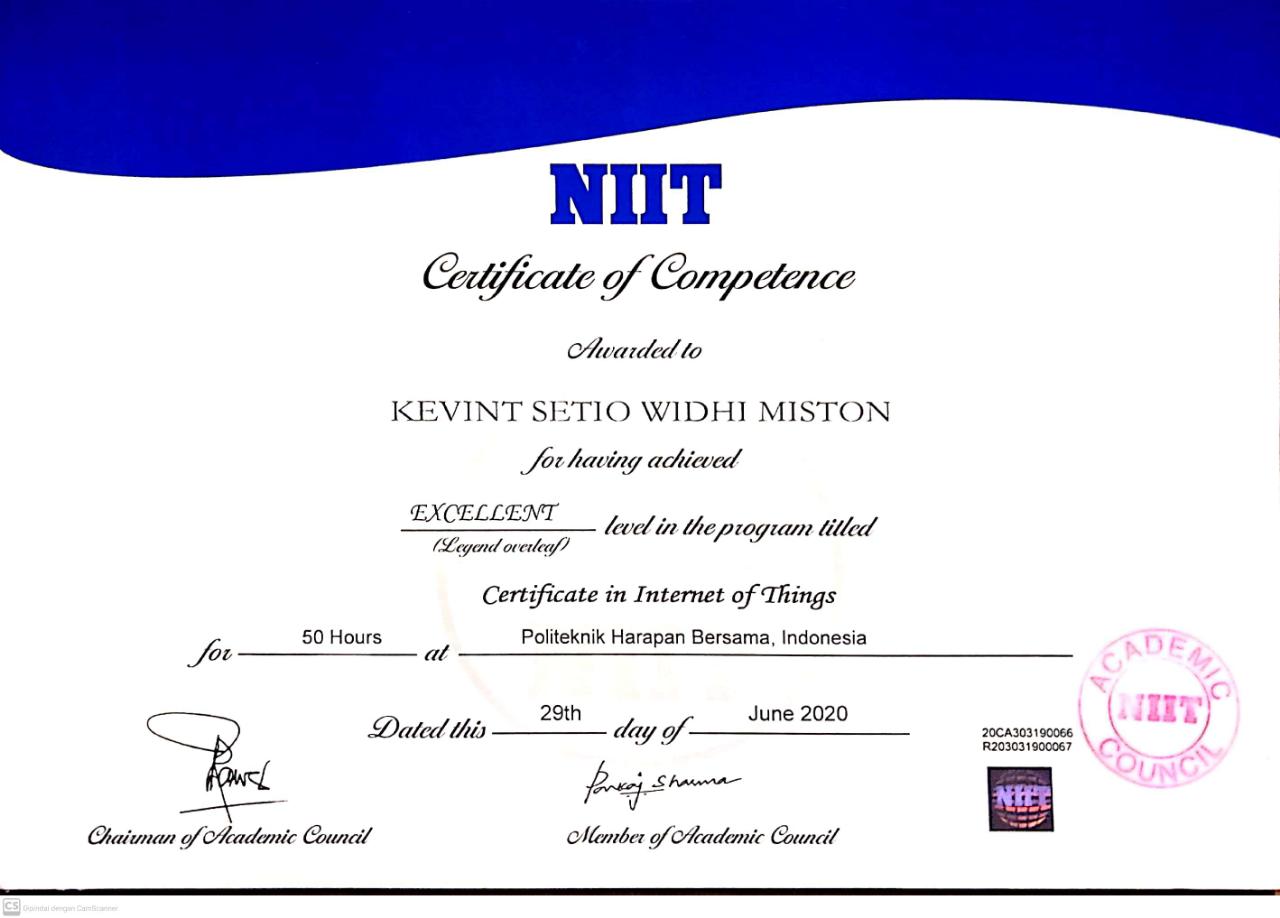 NIIT
Certificate of Competence
Awarded to
KEVINT SETIO WIDHI MISTON
for having achieved
EXCELLENT level in the program titled
(Legend overleaf)
Certificate in Internet of Things
for 50 Hours at Politeknik Harapan Bersama, Indonesia
Dated this 29th day of June 2020
20CA303190066
R203031900067
ACADEMIC
NIIT
COUNCIL
NIIT
Pankaj Sharma
Chairman of Academic Council
Member of Academic Council
CS Dipindai dengan CamScanner